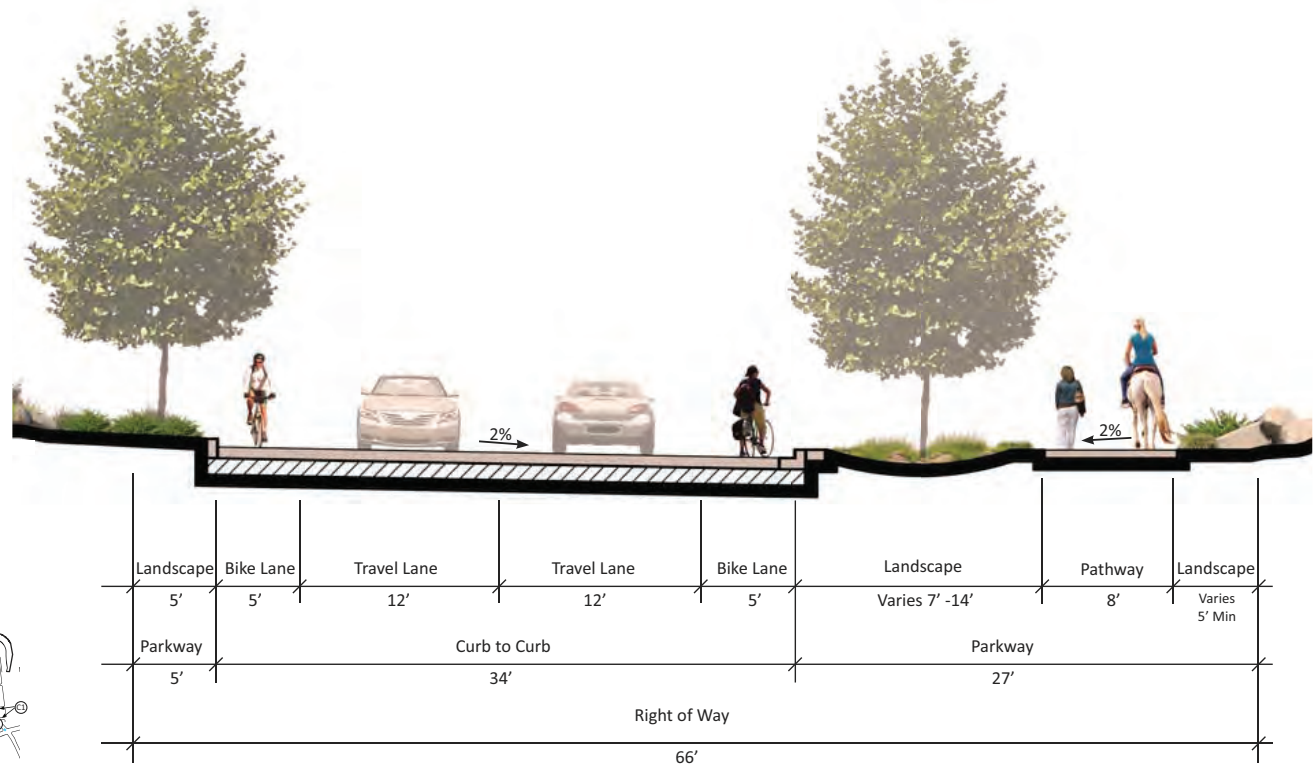 2%
2%
Landscape Bike Lane Travel Lane Travel Lane Bike Lane Landscape Pathway Landscape
5’ 5’ 12’ 12’ 5’ Varies 7’ -14’ 8’ Varies
5’ Min
Parkway Curb to Curb Parkway
5’ 34’ 27’
Right of Way
66’